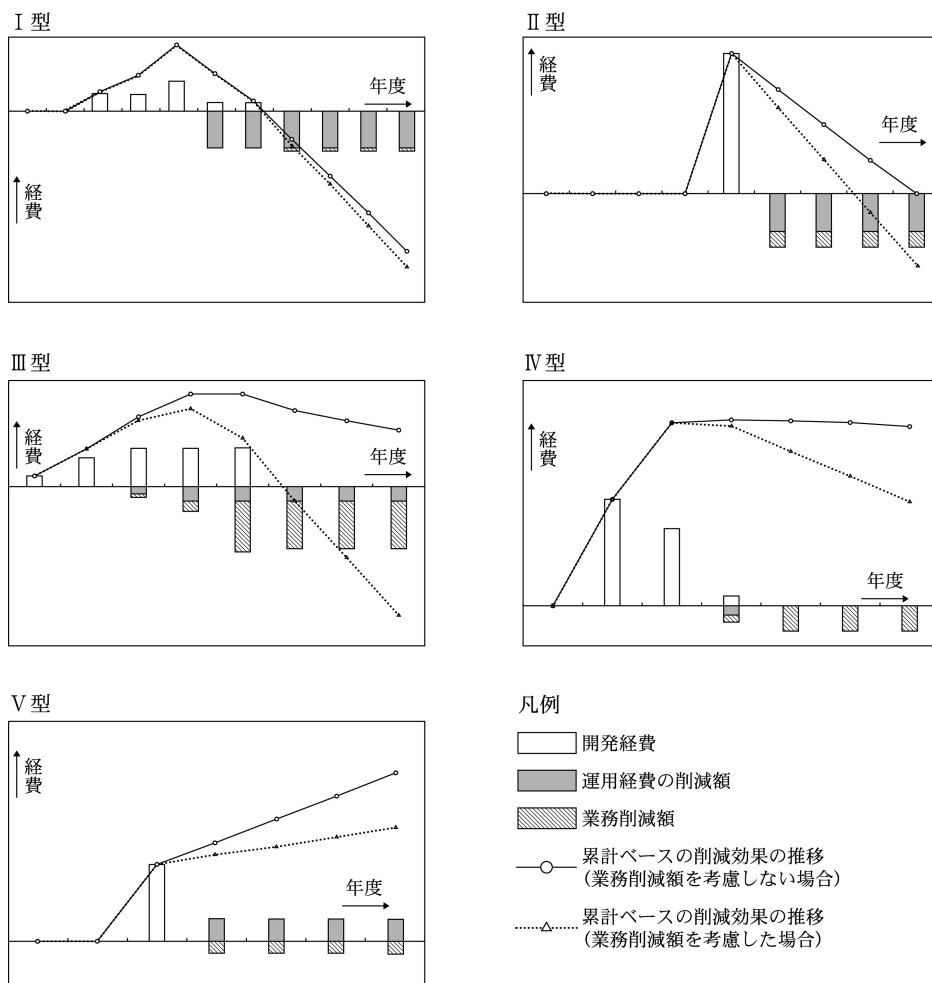 Ⅰ型
年度
経費
Ⅱ型
経費
年度
Ⅲ型
経費
年度
Ⅳ型
経費
年度
Ⅴ型
経費
年度
凡例
開発経費
運用経費の削減額
業務削減額
累計ベースの削減効果の推移
(業務削減額を考慮しない場合)
累計ベースの削減効果の推移
(業務削減額を考慮した場合)